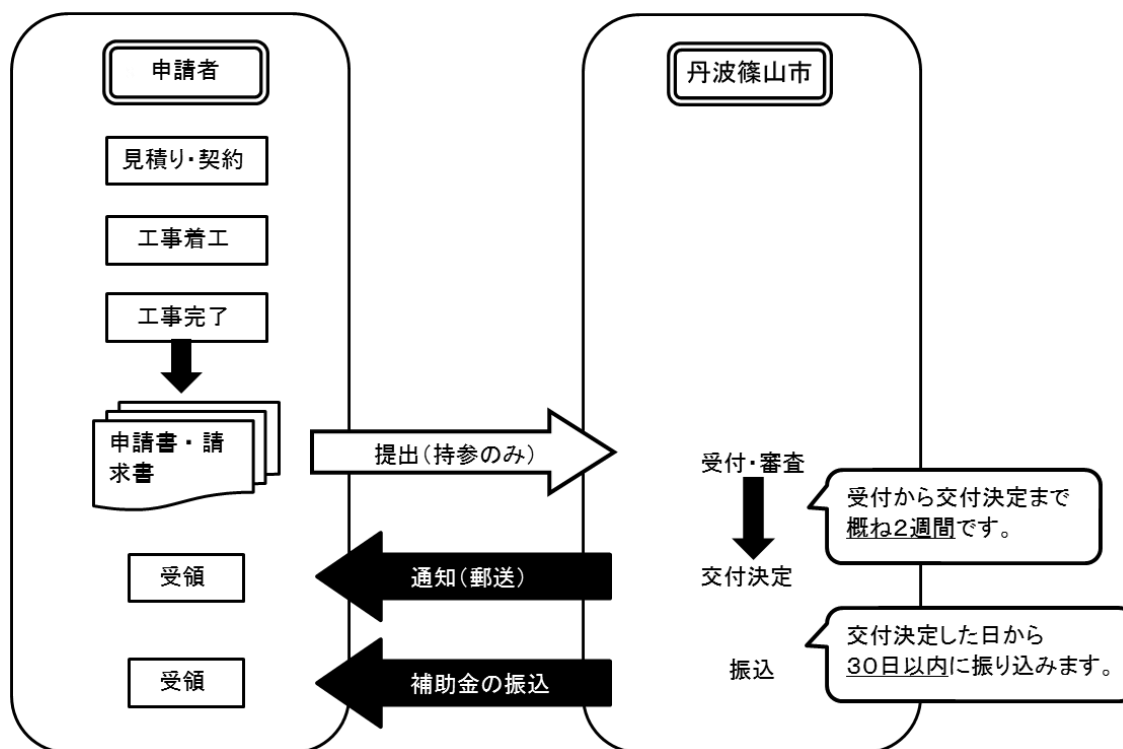 申請者
丹波篠山市
見積り・契約
工事着工
工事完了
申請書・請
求書
提出(持参のみ)
受付・審査
受付から交付決定まで
概ね2週間です。
受領
通知(郵送)
交付決定
交付決定した日から
30日以内に振り込みます。
受領
補助金の振込
振込